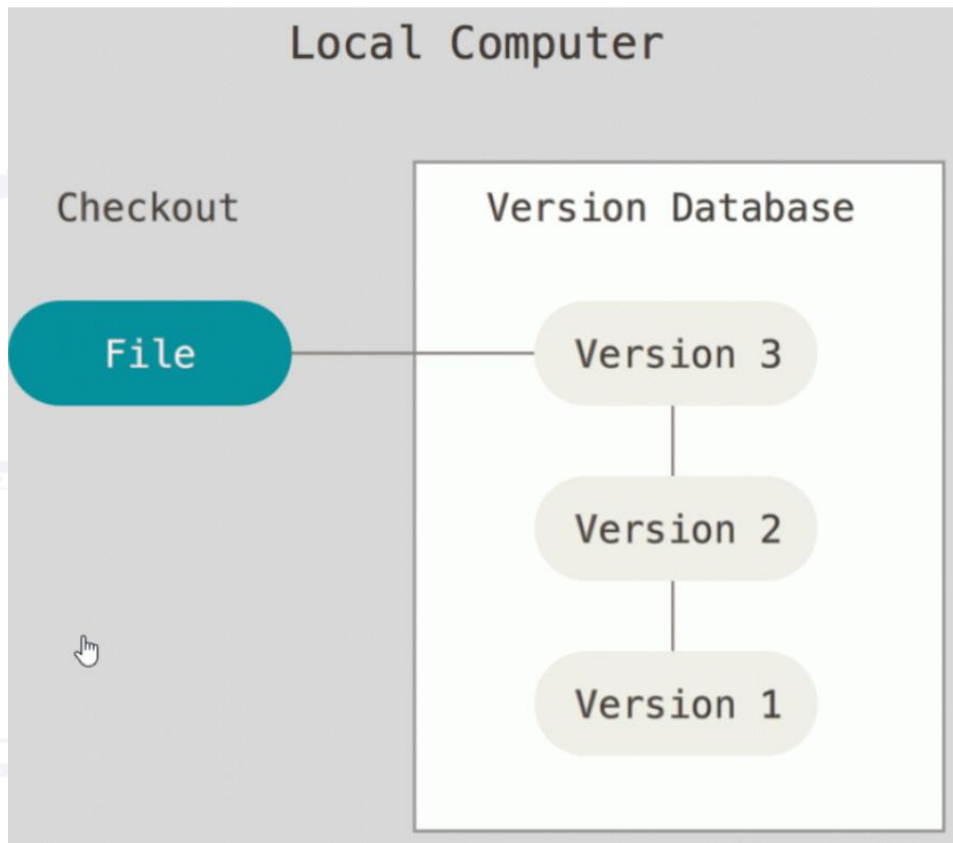 Local Computer
Checkout
Version Database
File
Version 3
Version 2
Version 1